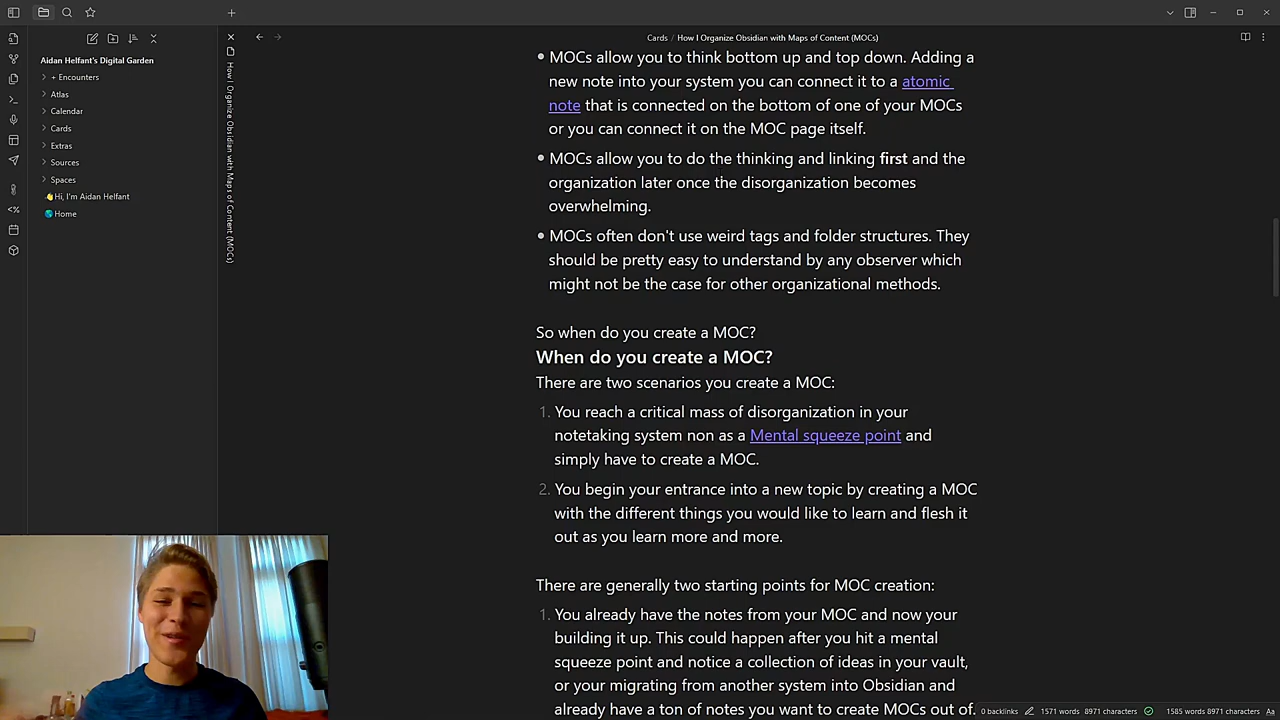 Cards / How I Organize Obsidian with Maps of Content (MOCs)
Aidan Helfant's Digital Garden
+ Encounters
Atlas
Calendar
Cards
Extras
Sources
Spaces
👋Hi, I'm Aidan Helfant
🌎Home
How I Organize Obsidian with Maps of Content (MOCs)
MOCs allow you to think bottom up and top down. Adding a
new note into your system you can connect it to a atomic
note that is connected on the bottom of one of your MOCs
or you can connect it on the MOC page itself.
MOCs allow you to do the thinking and linking first and the
organization later once the disorganization becomes
overwhelming.
MOCs often don't use weird tags and folder structures. They
should be pretty easy to understand by any observer which
might not be the case for other organizational methods.
So when do you create a MOC?
When do you create a MOC?
There are two scenarios you create a MOC:
1. You reach a critical mass of disorganization in your
notetaking system non as a Mental squeeze point and
simply have to create a MOC.
2. You begin your entrance into a new topic by creating a MOC
with the different things you would like to learn and flesh it
out as you learn more and more.
There are generally two starting points for MOC creation:
1. You already have the notes from your MOC and now your
building it up. This could happen after you hit a mental
squeeze point and notice a collection of ideas in your vault,
or your migrating from another system into Obsidian and
already have a ton of notes you want to create MOCs out of.
0 backlinks 1571 words 8971 characters 1585 words 8971 characters Aa